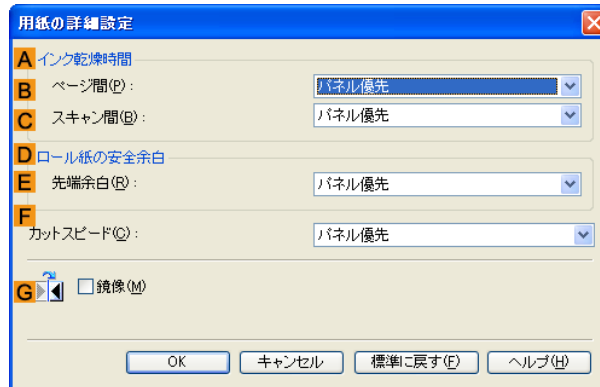 用紙の詳細設定
A インク乾燥時間
B ページ間(P): パネル優先
C スキャン間(B): パネル優先
D ロール紙の安全余白
E 先端余白(R): パネル優先
F
カットスピード(C): パネル優先
G 鏡像(M)
OK キャンセル 標準に戻す(F) ヘルプ(H)